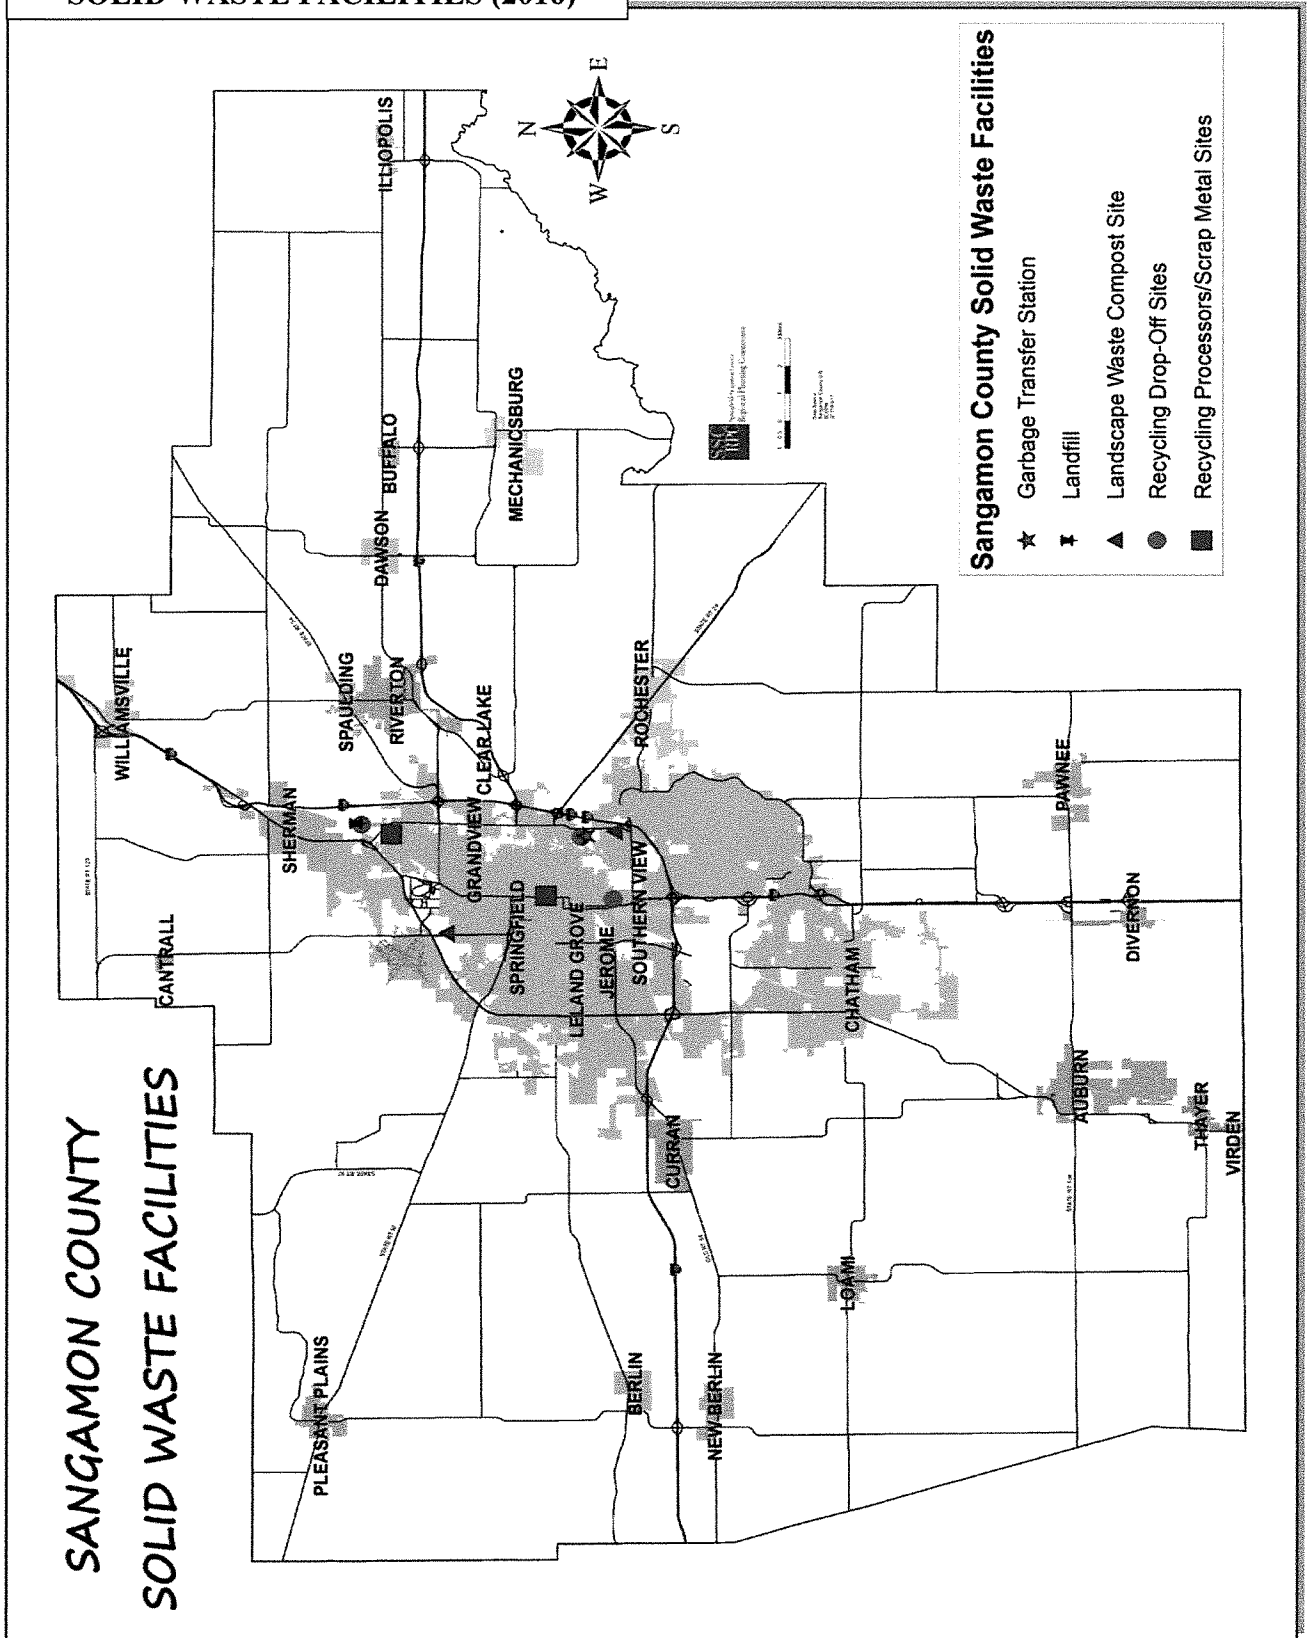 SOLID WASTE FACILITIES (2010)
SANGAMON COUNTY
SOLID WASTE FACILITIES
WILLIAMSVILLE
SHERMAN
CANTRALL
SPAULDING
RIVERTON
CLEAR LAKE
DAWSON
BUFFALO
ILLIOPOLIS
MECHANICSBURG
GRANDVIEW
SPRINGFIELD
LELAND GROVE
JEROME
SOUTHERN VIEW
ROCHESTER
PLEASANT PLAINS
BERLIN
NEW BERLIN
CURRAN
LOAMI
CHATHAM
AUBURN
THAYER
VIRDEN
DIVERNON
PAWNEE
N
E
S
W
Sangamon County Solid Waste Facilities
Garbage Transfer Station
Landfill
Landscape Waste Compost Site
Recycling Drop-Off Sites
Recycling Processors/Scrap Metal Sites